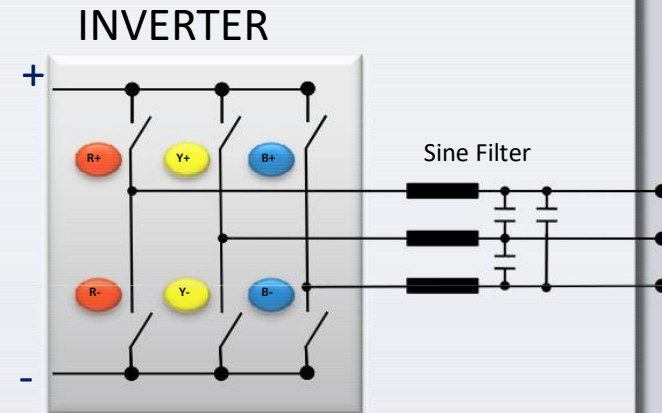 INVERTER
+
R+
Y+
B+
Sine Filter
R-
Y-
B-
-